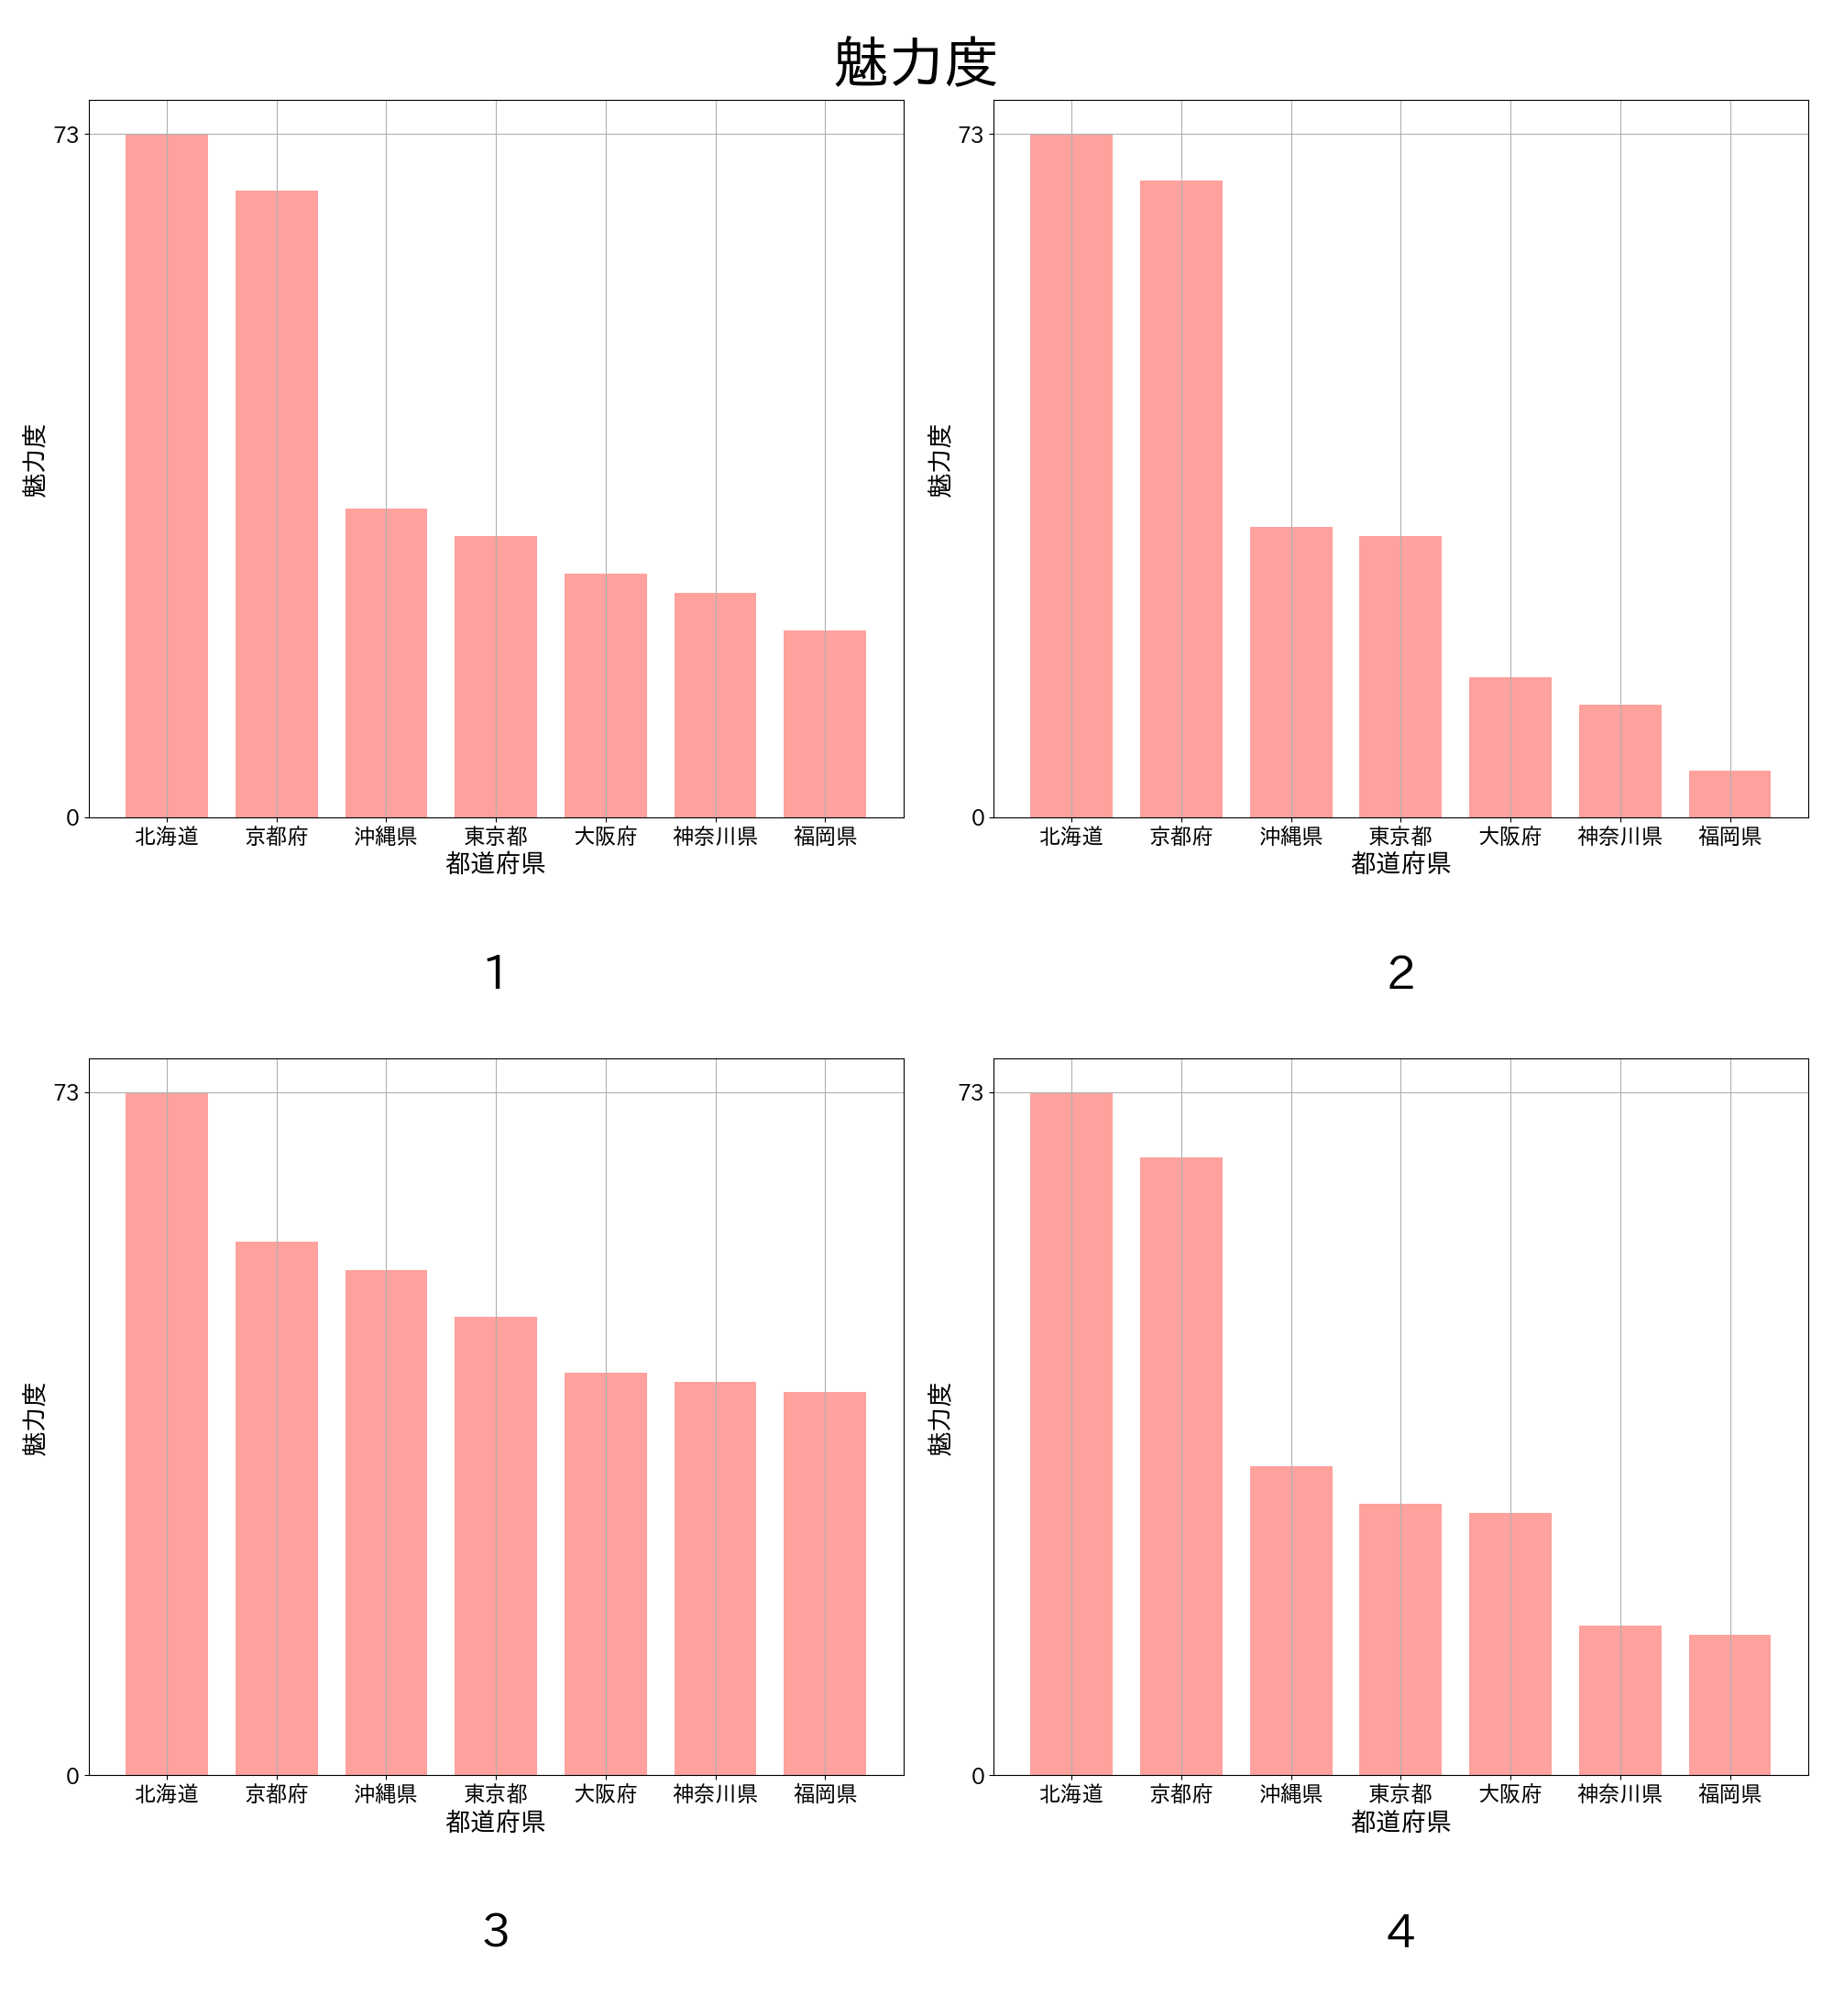 魅力度
73
魅力度
0
北海道 京都府 沖縄県 東京都 大阪府 神奈川県 福岡県
都道府県
1
73
魅力度
0
北海道 京都府 沖縄県 東京都 大阪府 神奈川県 福岡県
都道府県
2
73
魅力度
0
北海道 京都府 沖縄県 東京都 大阪府 神奈川県 福岡県
都道府県
3
73
魅力度
0
北海道 京都府 沖縄県 東京都 大阪府 神奈川県 福岡県
都道府県
4